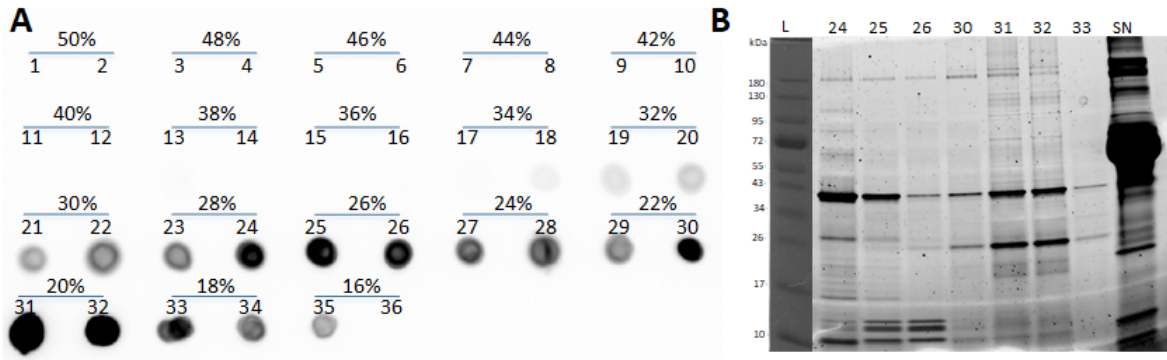 A
50% 48% 46% 44% 42%
1 2 3 4 5 6 7 8 9 10
40% 38% 36% 34% 32%
11 12 13 14 15 16 17 18 19 20
30% 28% 26% 24% 22%
21 22 23 24 25 26 27 28 29 30
20% 18% 16%
31 32 33 34 35 36
B
L 24 25 26 30 31 32 33 SN
kDa
180
130
95
72
55
43
34
26
17
10